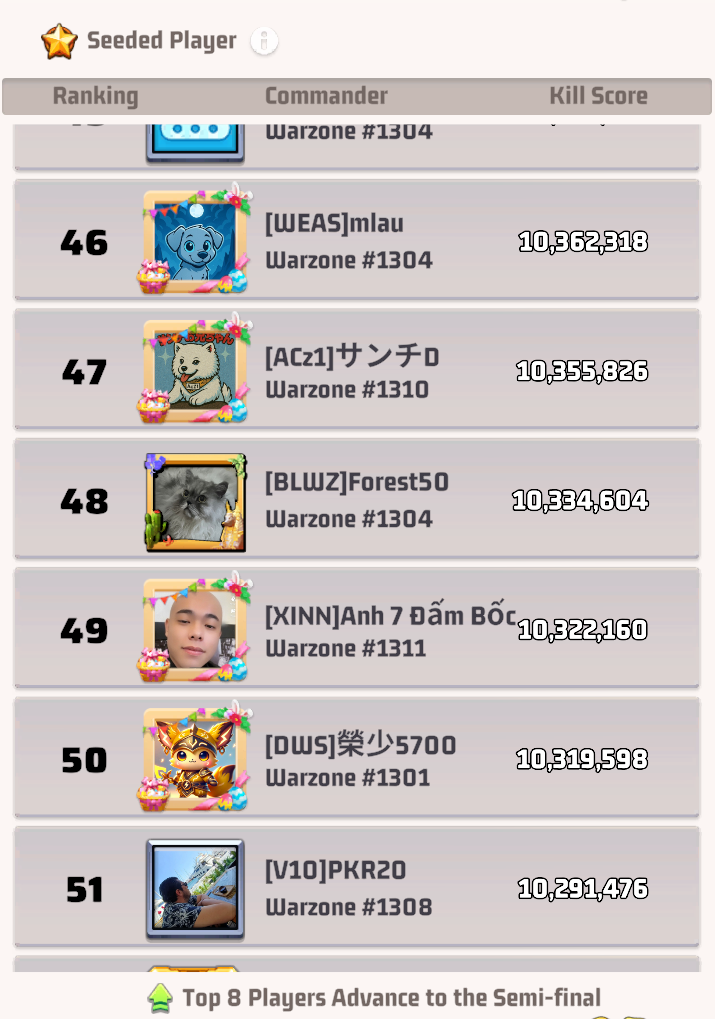 Seeded Player
Ranking Commander Kill Score
Warzone #1304
46 [WEAS]mlau 10,362,318
Warzone #1304
47 [ACz1]サンチD 10,355,826
Warzone #1310
48 [BLWZ]Forest50 10,334,604
Warzone #1304
49 [XINN]Anh 7 Đấm Bốc 10,322,160
Warzone #1311
50 [DWS]榮少5700 10,319,598
Warzone #1301
51 [V10]PKR20 10,291,476
Warzone #1308
Top 8 Players Advance to the Semi-final